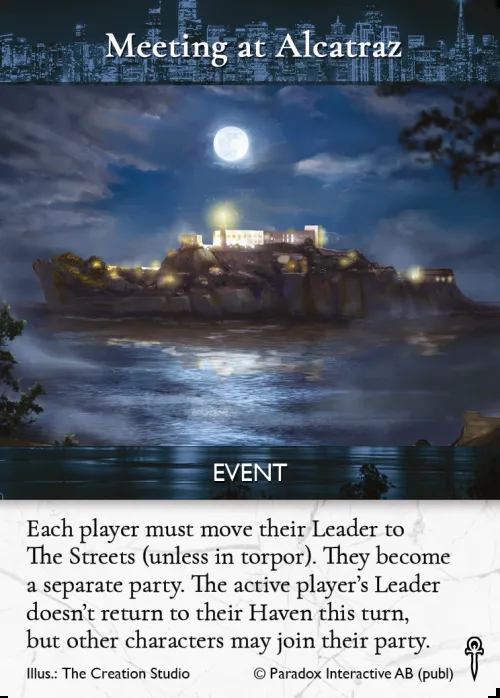 Meeting at Alcatraz
EVENT
Each player must move their Leader to
The Streets (unless in torpor). They become
a separate party. The active player’s Leader
doesn’t return to their Haven this turn,
but other characters may join their party.
Illus.: The Creation Studio © Paradox Interactive AB (publ)